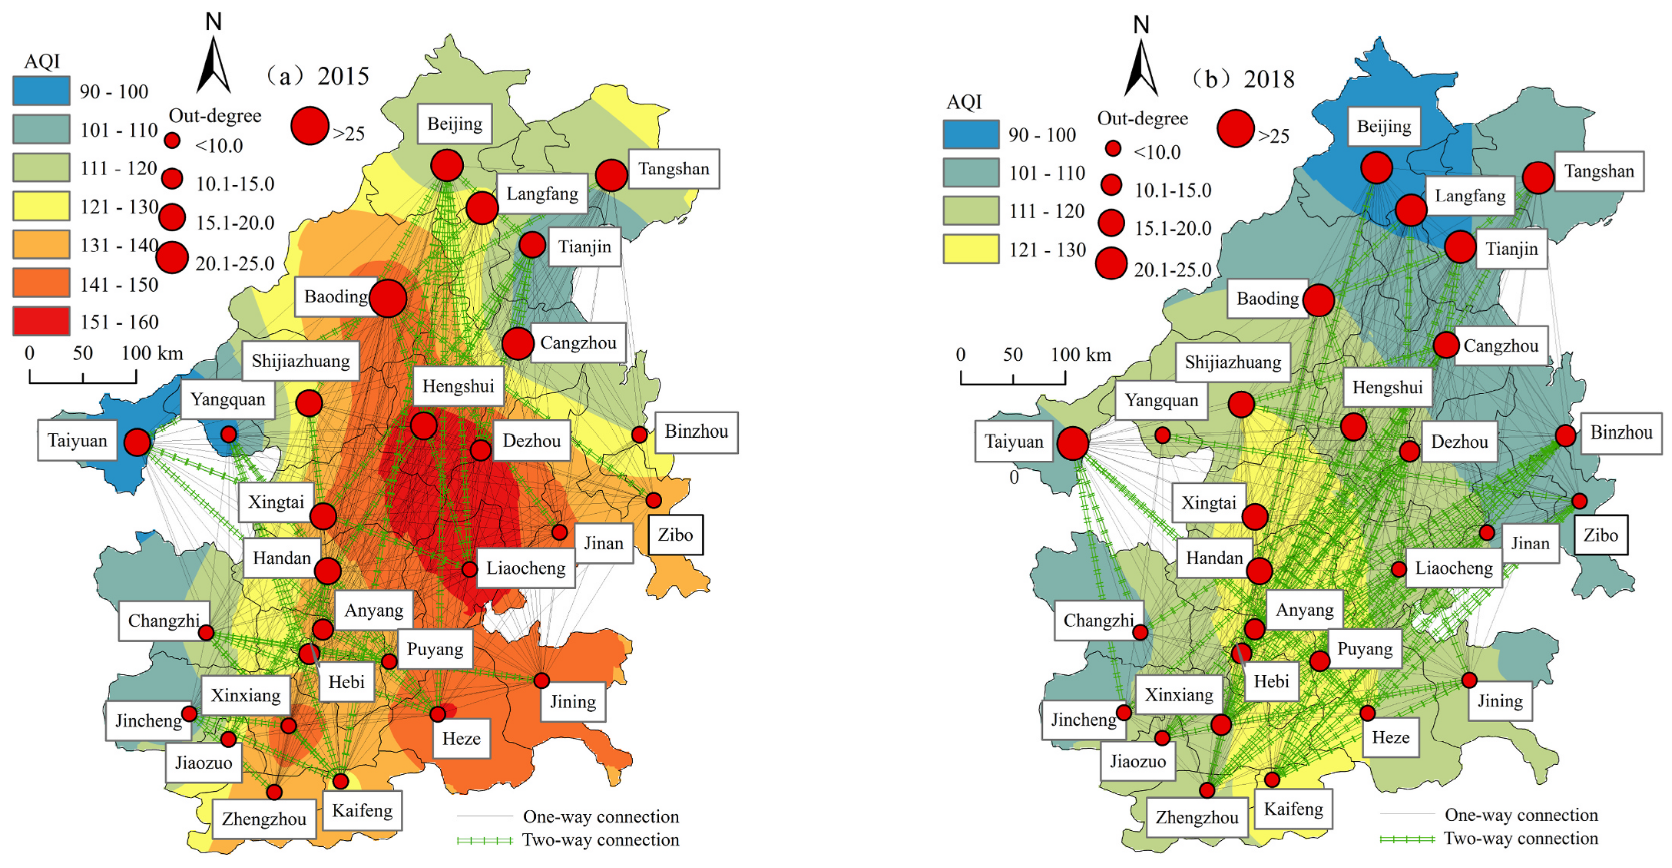 N
AQI
(a) 2015
90 - 100
101 - 110
111 - 120
121 - 130
131 - 140
141 - 150
151 - 160
Out-degree
<10.0
10.1-15.0
15.1-20.0
20.1-25.0
>25
0 50 100 km
Beijing
Tangshan
Langfang
Tianjin
Baoding
Cangzhou
Shijiazhuang
Hengshui
Yangquan
Taiyuan
Dezhou
Binzhou
Xingtai
Zibo
Jinan
Handan
Liaocheng
Anyang
Changzhi
Puyang
Hebi
Xinxiang
Jining
Jincheng
Heze
Jiaozuo
Kaifeng
Zhengzhou
One-way connection
Two-way connection
N
AQI
(b) 2018
90 - 100
101 - 110
111 - 120
121 - 130
Out-degree
<10.0
10.1-15.0
15.1-20.0
20.1-25.0
>25
0 50 100 km
Beijing
Tangshan
Langfang
Tianjin
Baoding
Cangzhou
Shijiazhuang
Hengshui
Yangquan
Taiyuan
0
Dezhou
Binzhou
Xingtai
Zibo
Jinan
Handan
Liaocheng
Anyang
Changzhi
Puyang
Hebi
Xinxiang
Jining
Jincheng
Heze
Jiaozuo
Kaifeng
Zhengzhou
One-way connection
Two-way connection